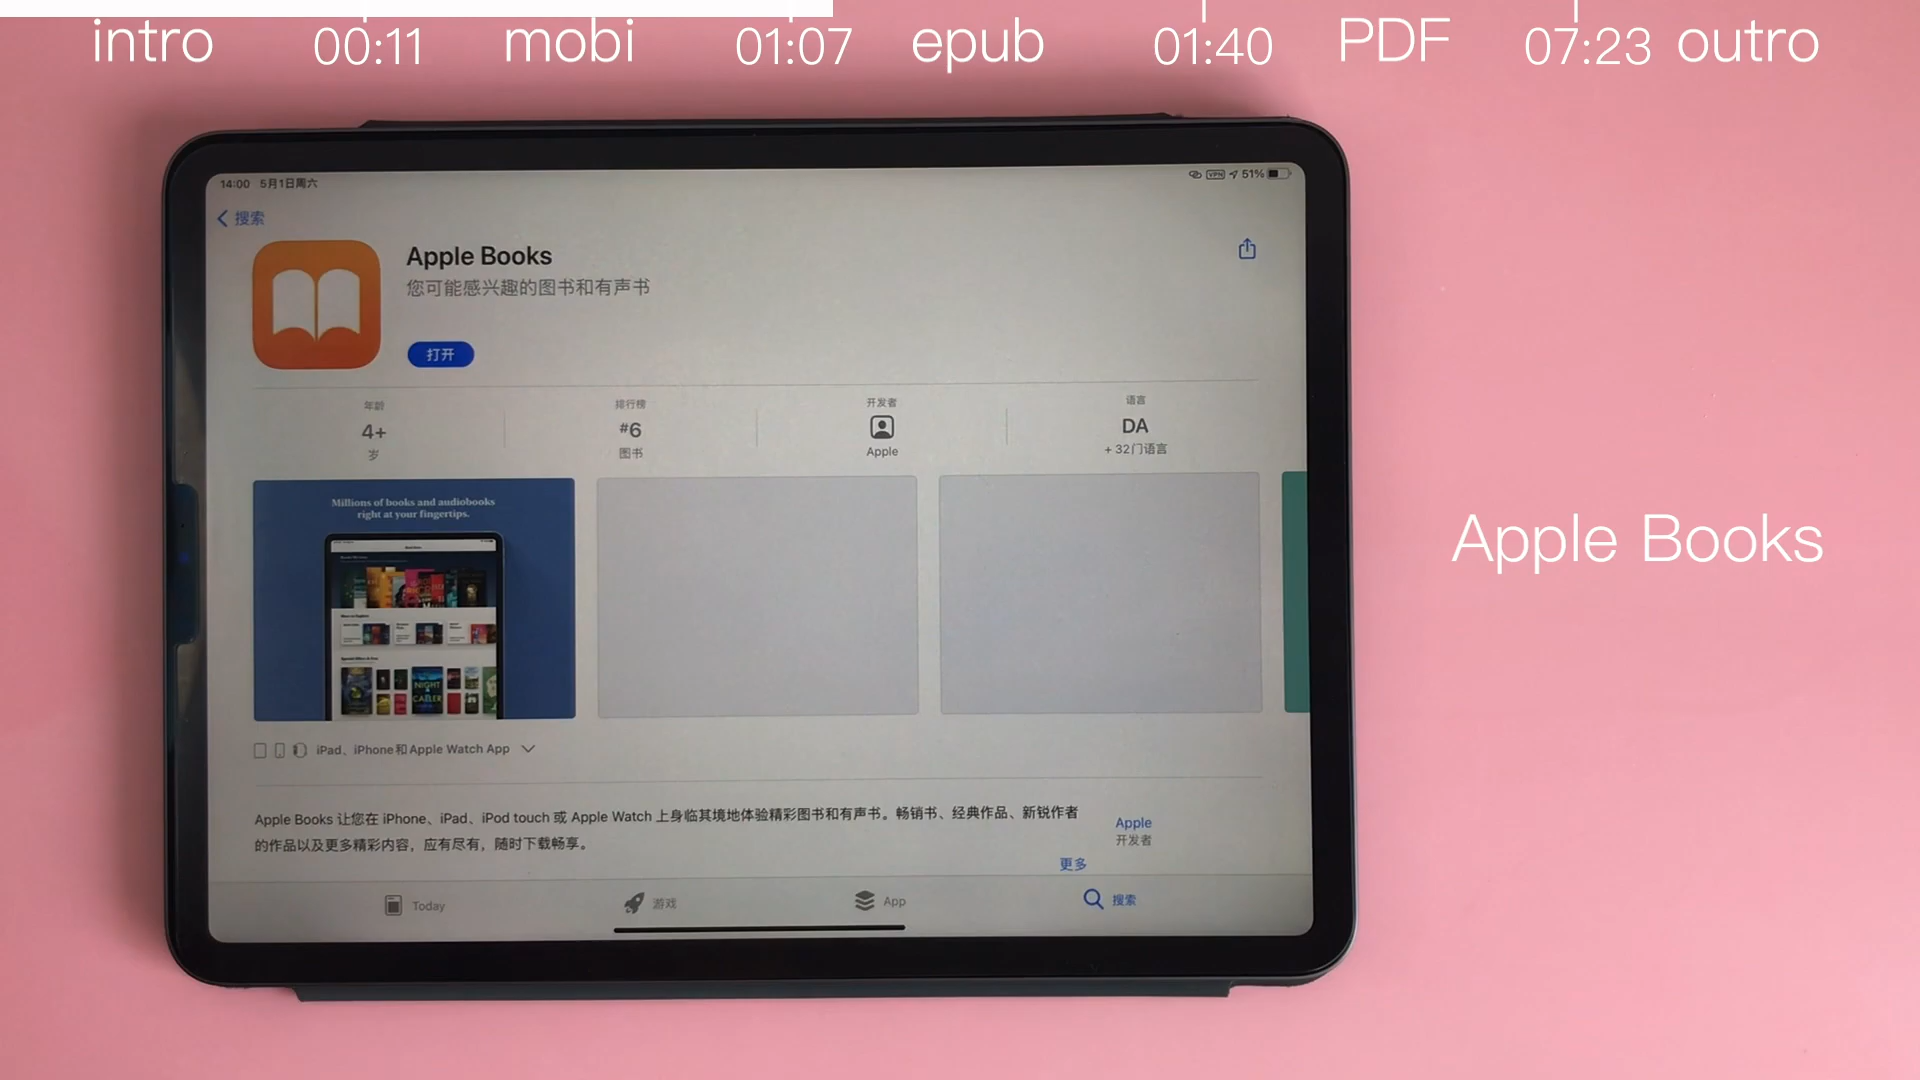 intro 00:11 mobi 01:07 epub 01:40 PDF 07:23 outro
14:00 5月1日周六
VPN 51%
搜索
Apple Books
您可能感兴趣的图书和有声书
打开
年龄
4+
岁
排行榜
#6
图书
开发者
Apple
语言
DA
+ 32门语言
Millions of books and audiobooks
right at your fingertips.
NIGHT
CALLER
Apple Books
iPad、iPhone和Apple Watch App
Apple Books 让您在 iPhone、iPad、iPod touch 或 Apple Watch 上身临其境地体验精彩图书和有声书。畅销书、经典作品、新锐作者
的作品以及更多精彩内容，应有尽有，随时下载畅享。
更多
Apple
开发者
Today 游戏 App 搜索